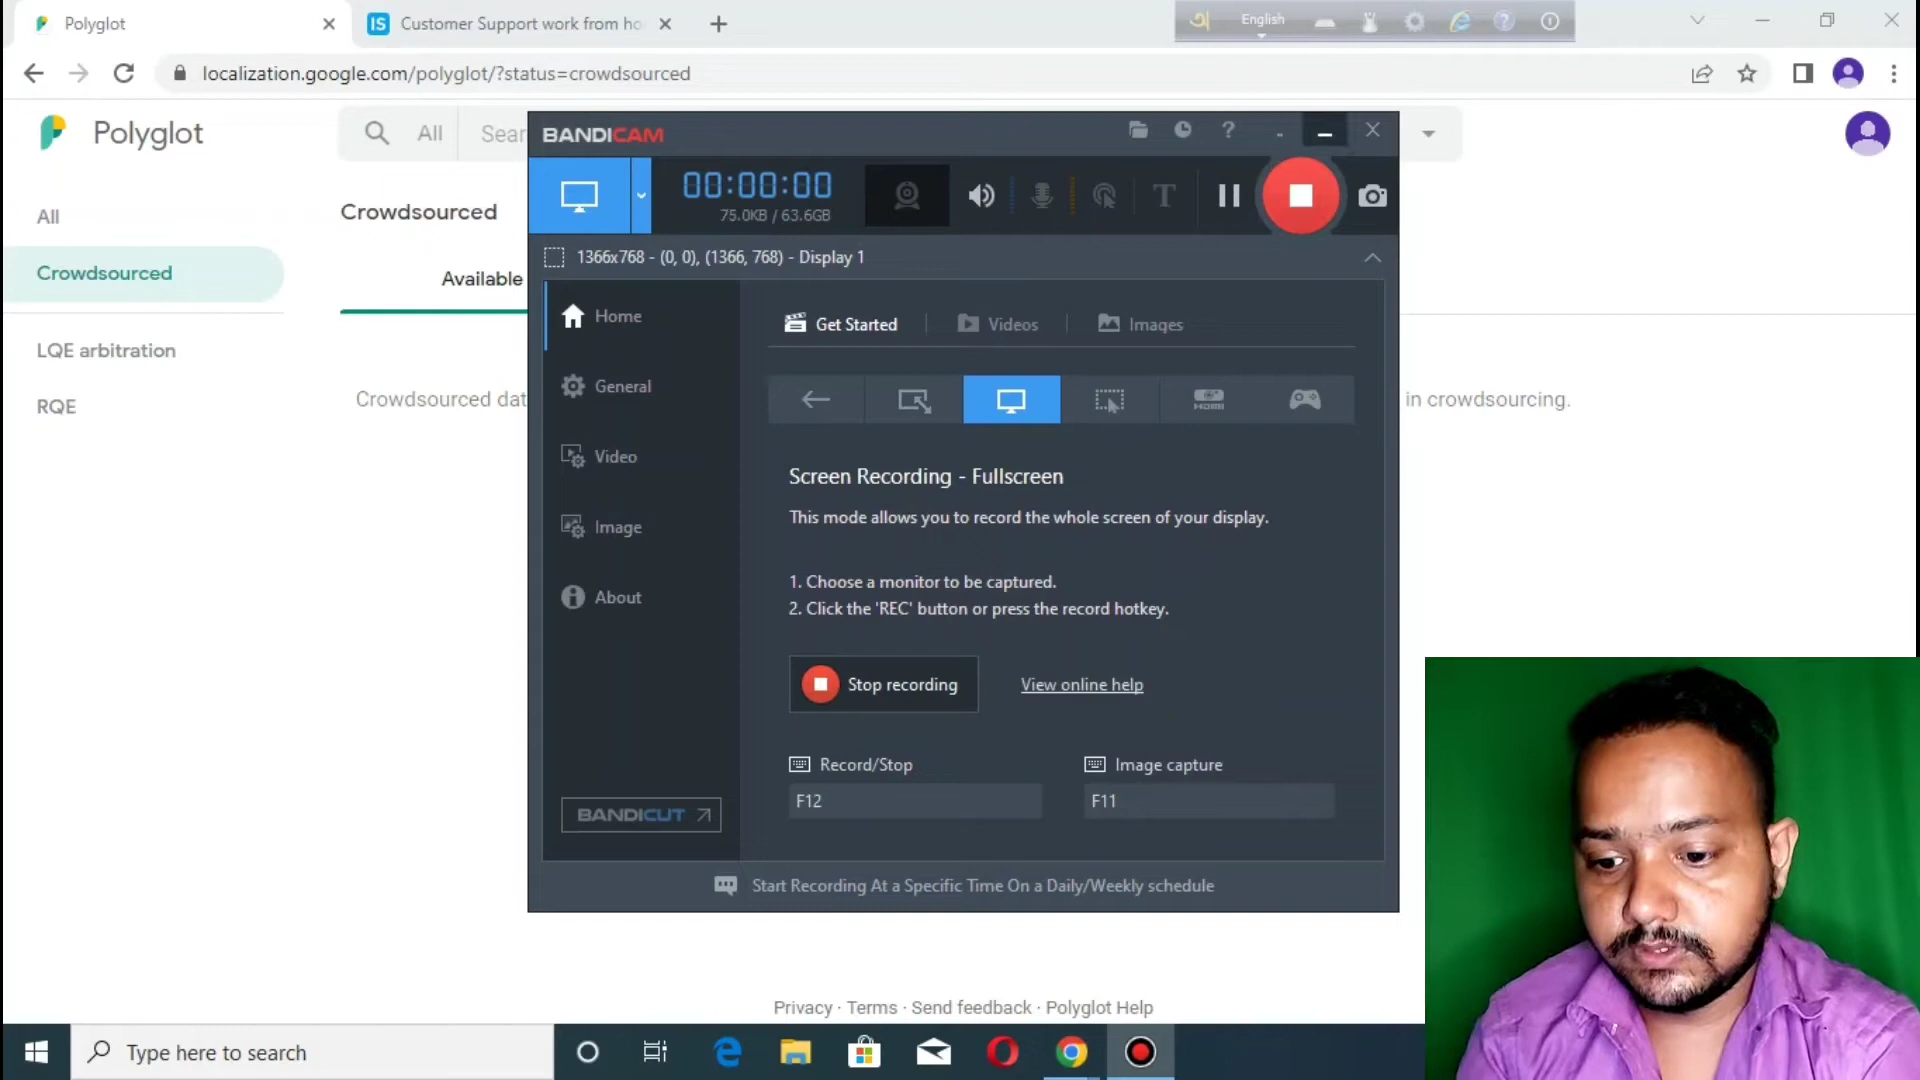 Polyglot
Customer Support work from ho
English
localization.google.com/polyglot/?status=crowdsourced
Polyglot
All
Sear
BANDICAM
00:00:00
75.0KB / 63.6GB
T
1366x768 - (0, 0), (1366, 768) - Display 1
All
Crowdsourced
LQE arbitration
RQE
Crowdsourced
Available
Crowdsourced dat
in crowdsourcing.
Home
General
Video
Image
About
BANDICUT
Get Started
Videos
Images
HDMI
Screen Recording - Fullscreen
This mode allows you to record the whole screen of your display.
1. Choose a monitor to be captured.
2. Click the 'REC' button or press the record hotkey.
Stop recording
View online help
Record/Stop
Image capture
F12
F11
Start Recording At a Specific Time On a Daily/Weekly schedule
Privacy · Terms · Send feedback · Polyglot Help
Type here to search